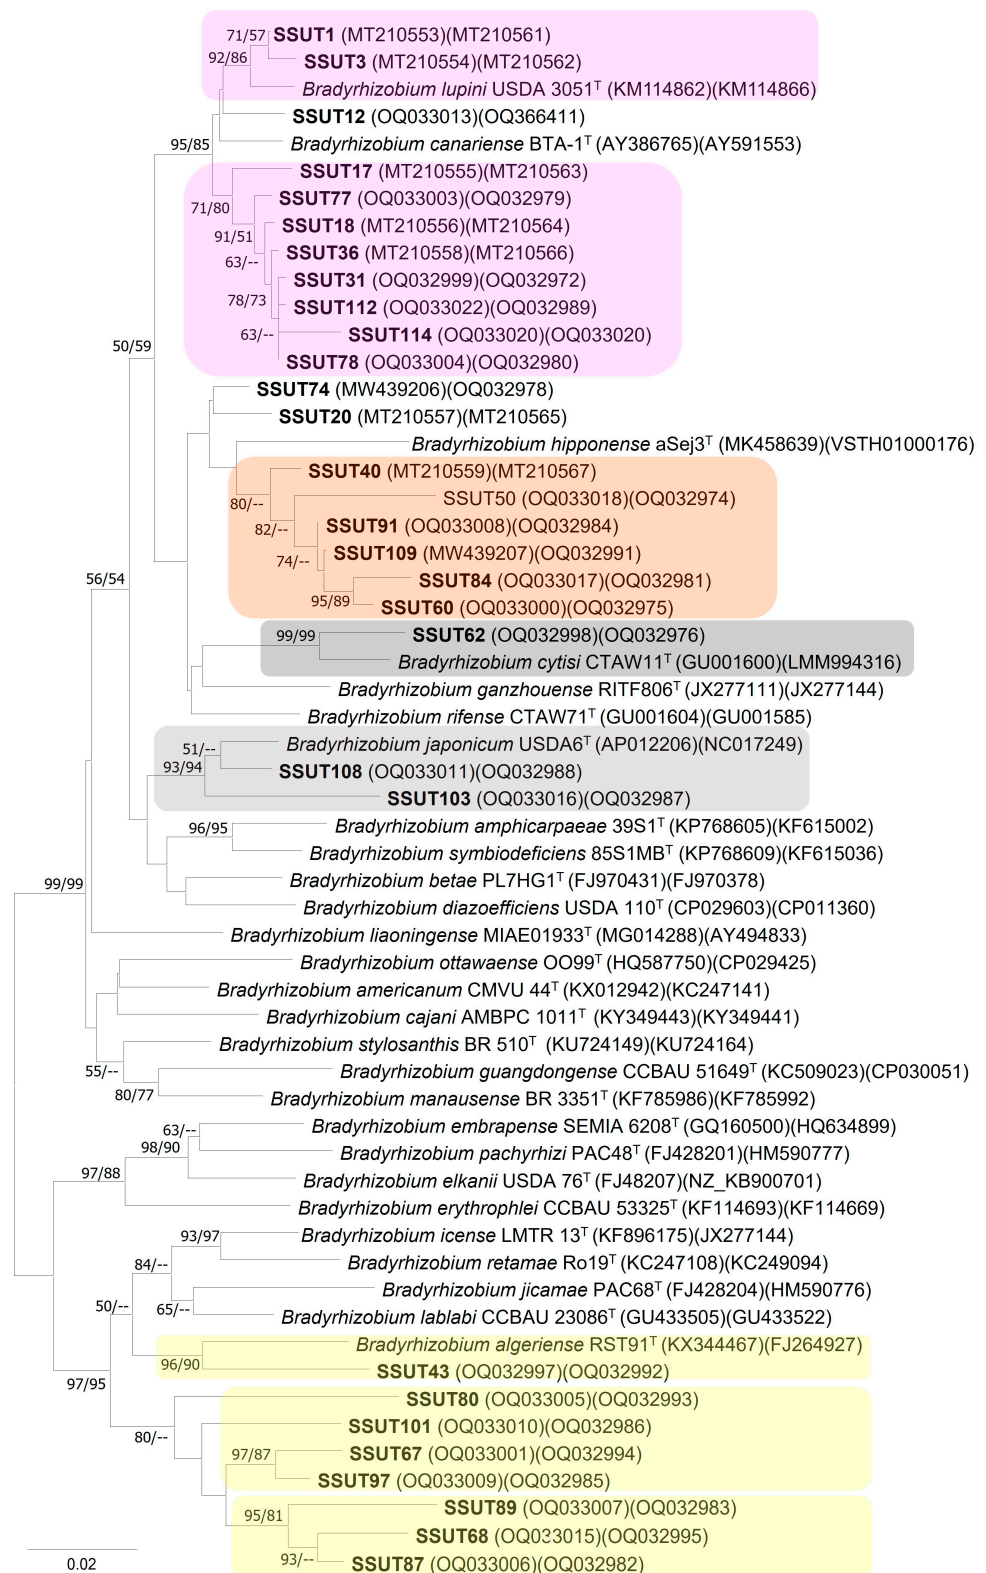 71/57 SSUT1 (MT210553)(MT210561)
92/86 SSUT3 (MT210554)(MT210562)
Bradyrhizobium lupini USDA 3051T (KM114862)(KM114866)
SSUT12 (OQ033013)(OQ366411)
95/85 Bradyrhizobium canariense BTA-1T (AY386765)(AY591553)
SSUT17 (MT210555)(MT210563)
71/80 SSUT77 (OQ033003)(OQ032979)
91/51 SSUT18 (MT210556)(MT210564)
63/-- SSUT36 (MT210558)(MT210566)
SSUT31 (OQ032999)(OQ032972)
78/73 SSUT112 (OQ033022)(OQ032989)
63/-- SSUT114 (OQ033020)(OQ033020)
50/59 SSUT78 (OQ033004)(OQ032980)
SSUT74 (MW439206)(OQ032978)
SSUT20 (MT210557)(MT210565)
Bradyrhizobium hipponense aSej3T (MK458639)(VSTH01000176)
SSUT40 (MT210559)(MT210567)
80/-- SSUT50 (OQ033018)(OQ032974)
82/-- SSUT91 (OQ033008)(OQ032984)
74/-- SSUT109 (MW439207)(OQ032991)
56/54 SSUT84 (OQ033017)(OQ032981)
95/89 SSUT60 (OQ033000)(OQ032975)
99/99 SSUT62 (OQ032998)(OQ032976)
Bradyrhizobium cytisi CTAW11T (GU001600)(LMM994316)
Bradyrhizobium ganzhouense RITF806T (JX277111)(JX277144)
Bradyrhizobium rifense CTAW71T (GU001604)(GU001585)
51/-- Bradyrhizobium japonicum USDA6T (AP012206)(NC017249)
93/94 SSUT108 (OQ033011)(OQ032988)
SSUT103 (OQ033016)(OQ032987)
96/95 Bradyrhizobium amphicarpaeae 39S1T (KP768605)(KF615002)
Bradyrhizobium symbiodeficiens 85S1MBT (KP768609)(KF615036)
99/99 Bradyrhizobium betae PL7HG1T (FJ970431)(FJ970378)
Bradyrhizobium diazoefficiens USDA 110T (CP029603)(CP011360)
Bradyrhizobium liaoningense MIAE01933T (MG014288)(AY494833)
Bradyrhizobium ottawaense OO99T (HQ587750)(CP029425)
Bradyrhizobium americanum CMVU 44T (KX012942)(KC247141)
Bradyrhizobium cajani AMBPC 1011T (KY349443)(KY349441)
Bradyrhizobium stylosanthis BR 510T (KU724149)(KU724164)
55/-- Bradyrhizobium guangdongense CCBAU 51649T (KC509023)(CP030051)
80/77 Bradyrhizobium manausense BR 3351T (KF785986)(KF785992)
63/-- Bradyrhizobium embrapense SEMIA 6208T (GQ160500)(HQ634899)
98/90 Bradyrhizobium pachyrhizi PAC48T (FJ428201)(HM590777)
97/88 Bradyrhizobium elkanii USDA 76T (FJ48207)(NZ_KB900701)
Bradyrhizobium erythrophlei CCBAU 53325T (KF114693)(KF114669)
93/97 Bradyrhizobium icense LMTR 13T (KF896175)(JX277144)
84/-- Bradyrhizobium retamae Ro19T (KC247108)(KC249094)
Bradyrhizobium jicamae PAC68T (FJ428204)(HM590776)
50/-- 65/-- Bradyrhizobium lablabi CCBAU 23086T (GU433505)(GU433522)
Bradyrhizobium algeriense RST91T (KX344467)(FJ264927)
96/90 SSUT43 (OQ032997)(OQ032992)
97/95 SSUT80 (OQ033005)(OQ032993)
80/-- SSUT101 (OQ033010)(OQ032986)
97/87 SSUT67 (OQ033001)(OQ032994)
SSUT97 (OQ033009)(OQ032985)
95/81 SSUT89 (OQ033007)(OQ032983)
SSUT68 (OQ033015)(OQ032995)
93/-- SSUT87 (OQ033006)(OQ032982)
0.02